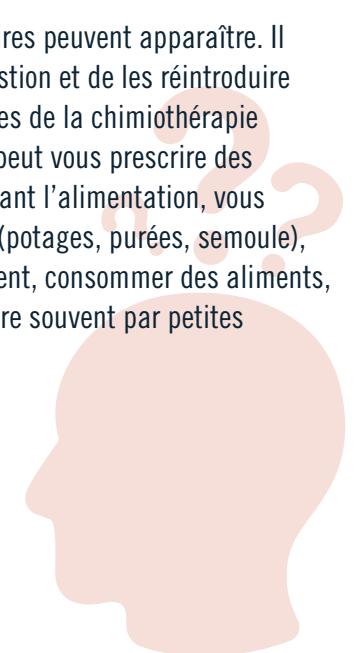 res peuvent apparaître. Il
stion et de les réintroduire
es de la chimiothérapie
peut vous prescrire des
ant l’alimentation, vous
(potages, purées, semoule),
ent, consommer des aliments,
re souvent par petites